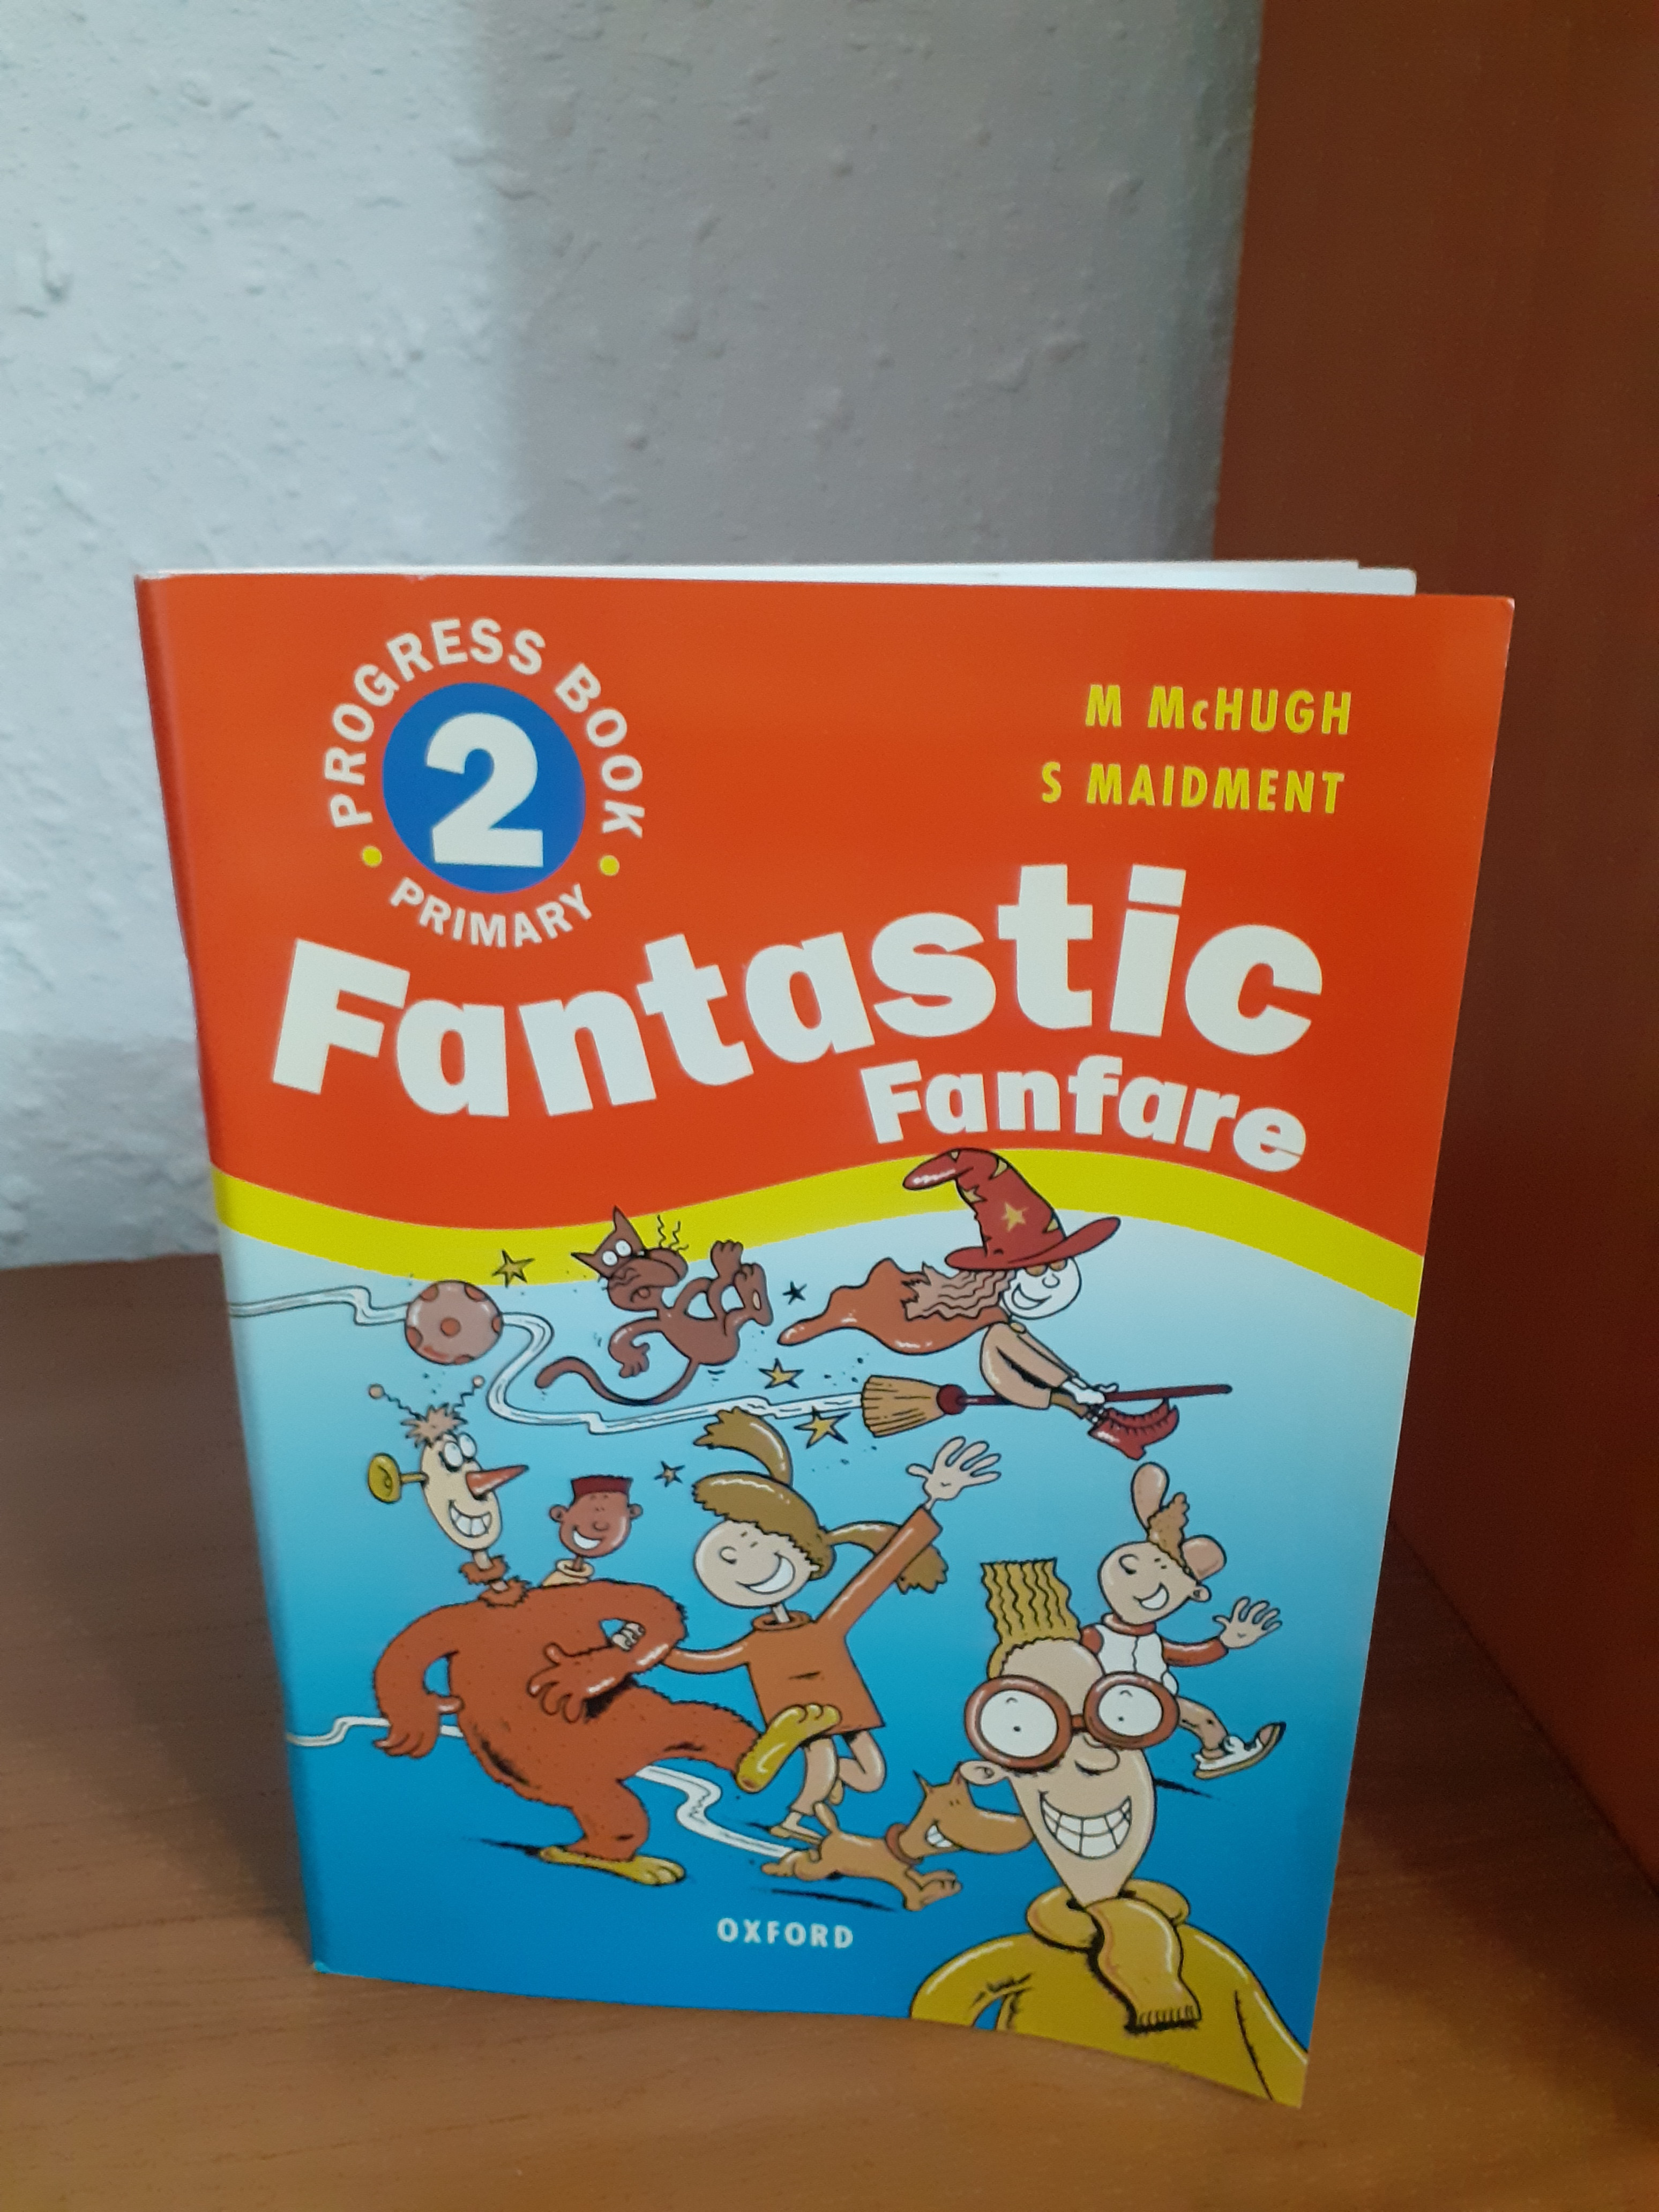 PROGRESS BOOK
2
PRIMARY
M McHUGH
S MAIDMENT
Fantastic
Fanfare
OXFORD